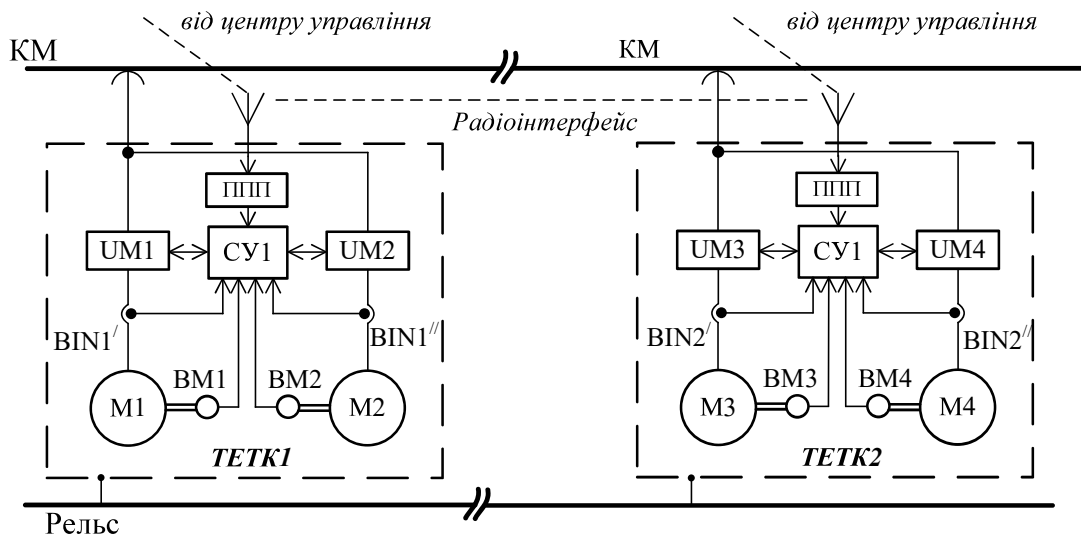 від центру управління
від центру управління
КМ
КМ
Радіоінтерфейс
ППП
ППП
UM1
СУ1
UM2
UM3
СУ1
UM4
BIN1/
BIN1//
BIN2/
BIN2//
BM1
BM2
BM3
BM4
M1
M2
M3
M4
ТЕТК1
ТЕТК2
Рельс